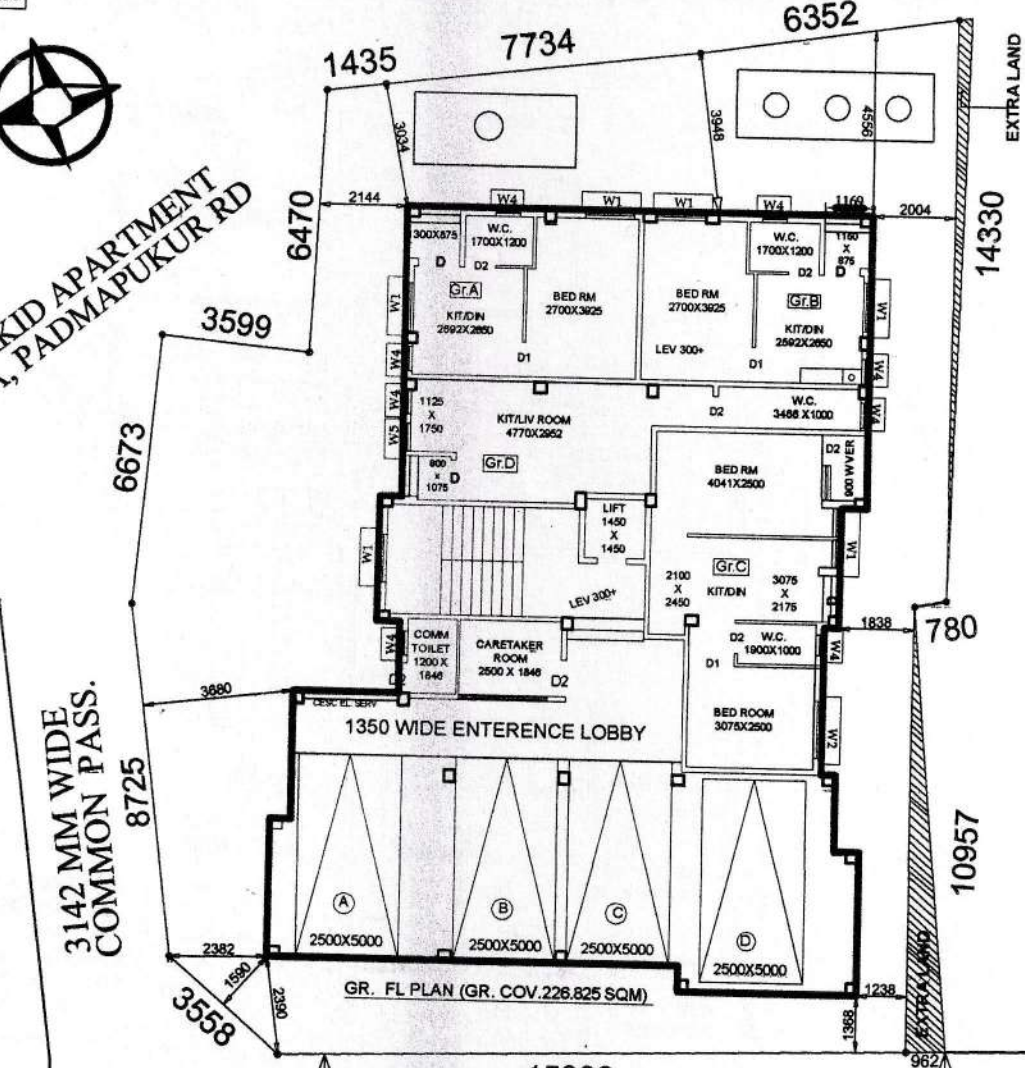 6352
7734
1435
EXTRA LAND
3034
3948
4556
6470
2144
W4
W1
W1
W4
1169
2004
14330
KID APARTMENT
, PADMAPUKUR RD
300X875
W.C.
1700X1200
D
D2
Gr.A
KIT/DIN
2592X2650
BED RM
2700X3925
D1
BED RM
2700X3925
LEV 300+
W.C.
1700X1200
D2
1160
X
875
D
Gr.B
KIT/DIN
2592X2650
D1
W1
W4
W1
W4
3599
W4
W5
1125
X
1750
KIT/LIV ROOM
4770X2952
D2
W.C.
3466 X1000
W4
6673
Gr.D
900
X
1075
D
BED RM
4041X2500
D2
900 WVER
LIFT
1450
X
1450
W1
W1
LEV 300+
2100
X
2450
Gr.C
KIT/DIN
3075
X
2175
1838
780
W4
COMM
TOILET
1200 X
1846
CARETAKER
ROOM
2500 X 1846
D2
D2
W.C.
1900X1000
W4
D1
3680
CESC EL. SERV
1350 WIDE ENTERENCE LOBBY
BED ROOM
3075X2500
W2
3142 MM WIDE
COMMON PASS.
8725
10957
A
2500X5000
B
2500X5000
C
2500X5000
D
2500X5000
2382
1590
3558
2390
GR. FL PLAN (GR. COV.226.825 SQM)
1238
1368
EXTRA LAND
962